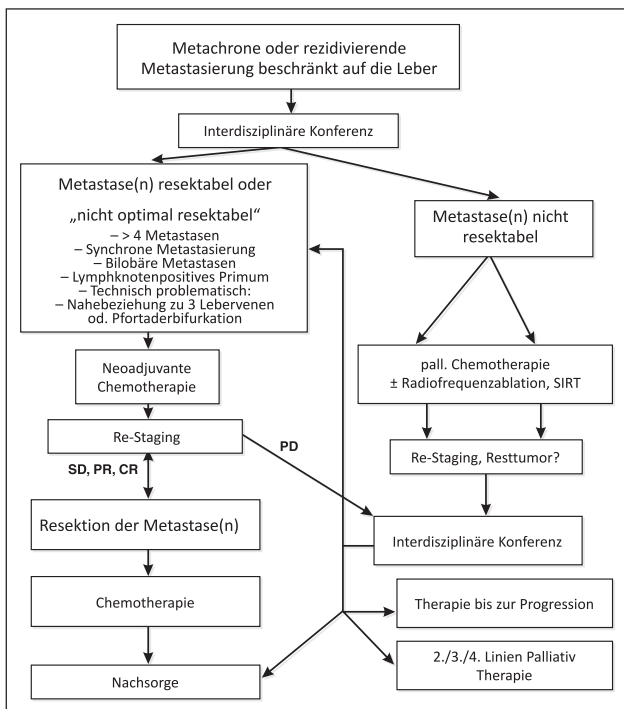 Metachrone oder rezidivierende
Metastasierung beschränkt auf die Leber
Interdisziplinäre Konferenz
Metastase(n) resektabel oder
„nicht optimal resektabel“
– > 4 Metastasen
– Synchrone Metastasierung
– Bilobäre Metastasen
– Lymphknotenpositives Primum
– Technisch problematisch:
– Nahebeziehung zu 3 Lebervenen
od. Pfortaderbifurkation
Metastase(n) nicht
resektabel
Neoadjuvante
Chemotherapie
pall. Chemotherapie
± Radiofrequenzablation, SIRT
Re-Staging
PD
SD, PR, CR
Re-Staging, Resttumor?
Resektion der Metastase(n)
Interdisziplinäre Konferenz
Chemotherapie
Therapie bis zur Progression
Nachsorge
2./3./4. Linien Palliativ
Therapie